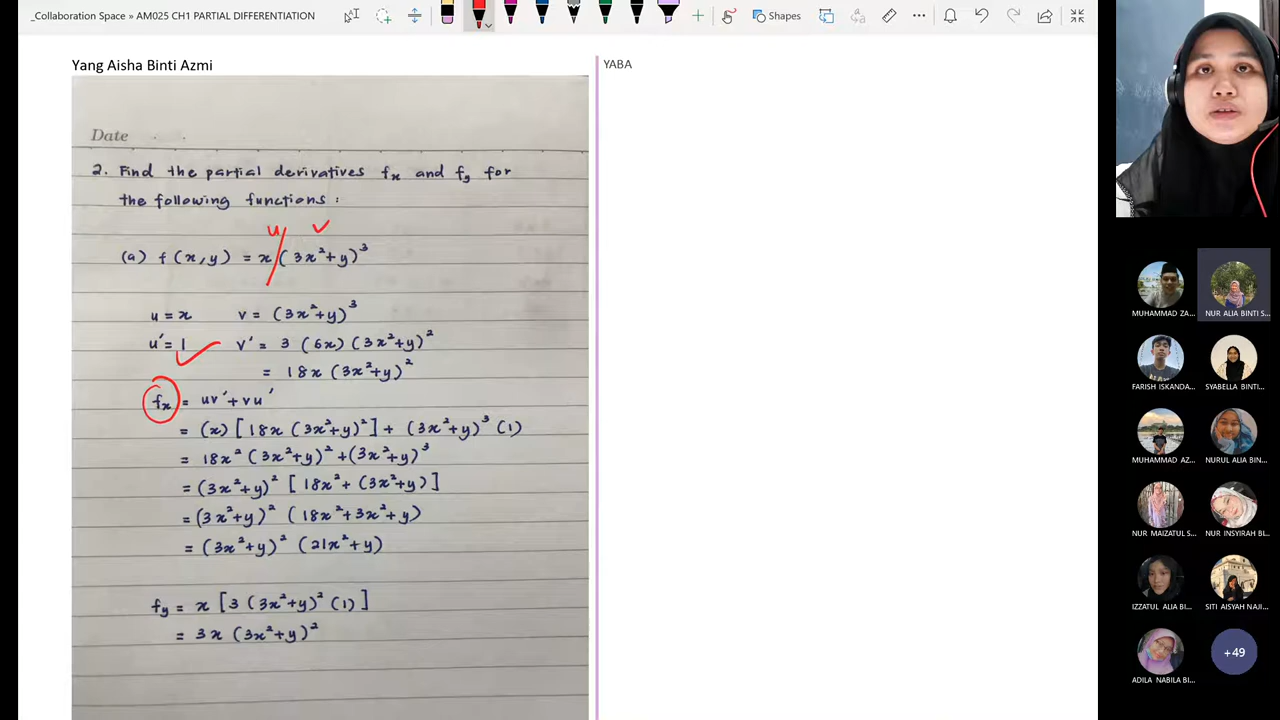 _Collaboration Space » AM025 CH1 PARTIAL DIFFERENTIATION
Shapes
Yang Aisha Binti Azmi
YABA
Date
2. Find the partial derivatives fx and fy for
the following functions :
u v
(a) f(x,y) = x(3x²+y)³
u = x v = (3x²+y)³
u' = 1 v' = 3 (6x) (3x²+y)²
= 18x (3x²+y)²
fx = uv' + vu'
= (x) [18x (3x²+y)²] + (3x²+y)³ (1)
= 18x² (3x²+y)² + (3x²+y)³
= (3x²+y)² [18x² + (3x²+y)]
= (3x²+y)² (18x²+3x²+y)
= (3x²+y)² (21x²+y)
fy = x [3 (3x²+y)² (1)]
= 3x (3x²+y)²
MUHAMMAD ZA...
NUR ALIA BINTI S...
FARISH ISKANDA...
SYABELLA BINTI...
MUHAMMAD AZ...
NURUL ALIA BIN...
NUR MAIZATUL S...
NUR INSYIRAH BI...
IZZATUL ALIA BI...
SITI AISYAH NAJI...
ADILA NABILA BI...
+49